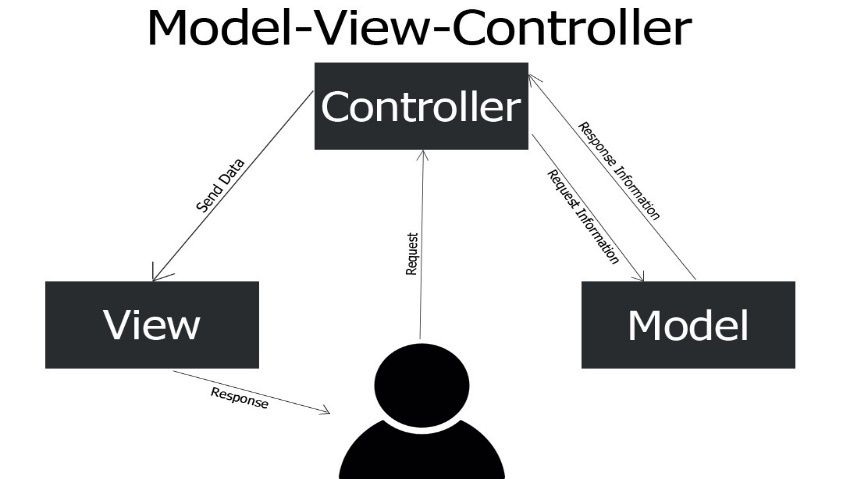 Model-View-Controller
Controller
Send Data
Request
Request Information
Response Information
View
Model
Response